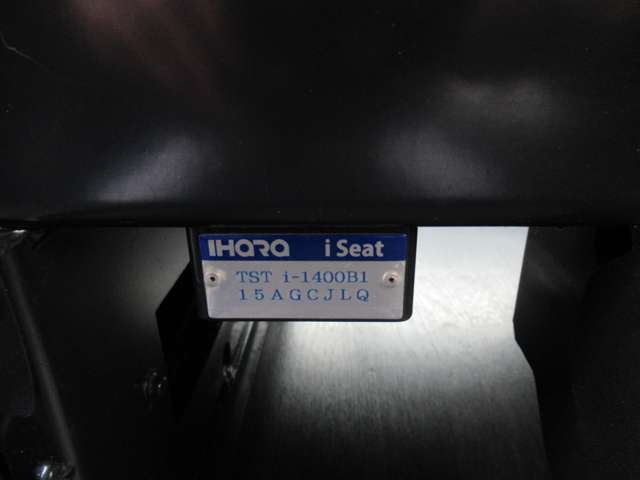 IHARA i Seat
TST i-1400B1
15AGCJLQ